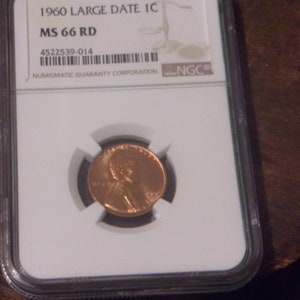 1960 LARGE DATE 1C
MS 66 RD
4522539-014
NUMISMATIC GUARANTY CORPORATION
NGC